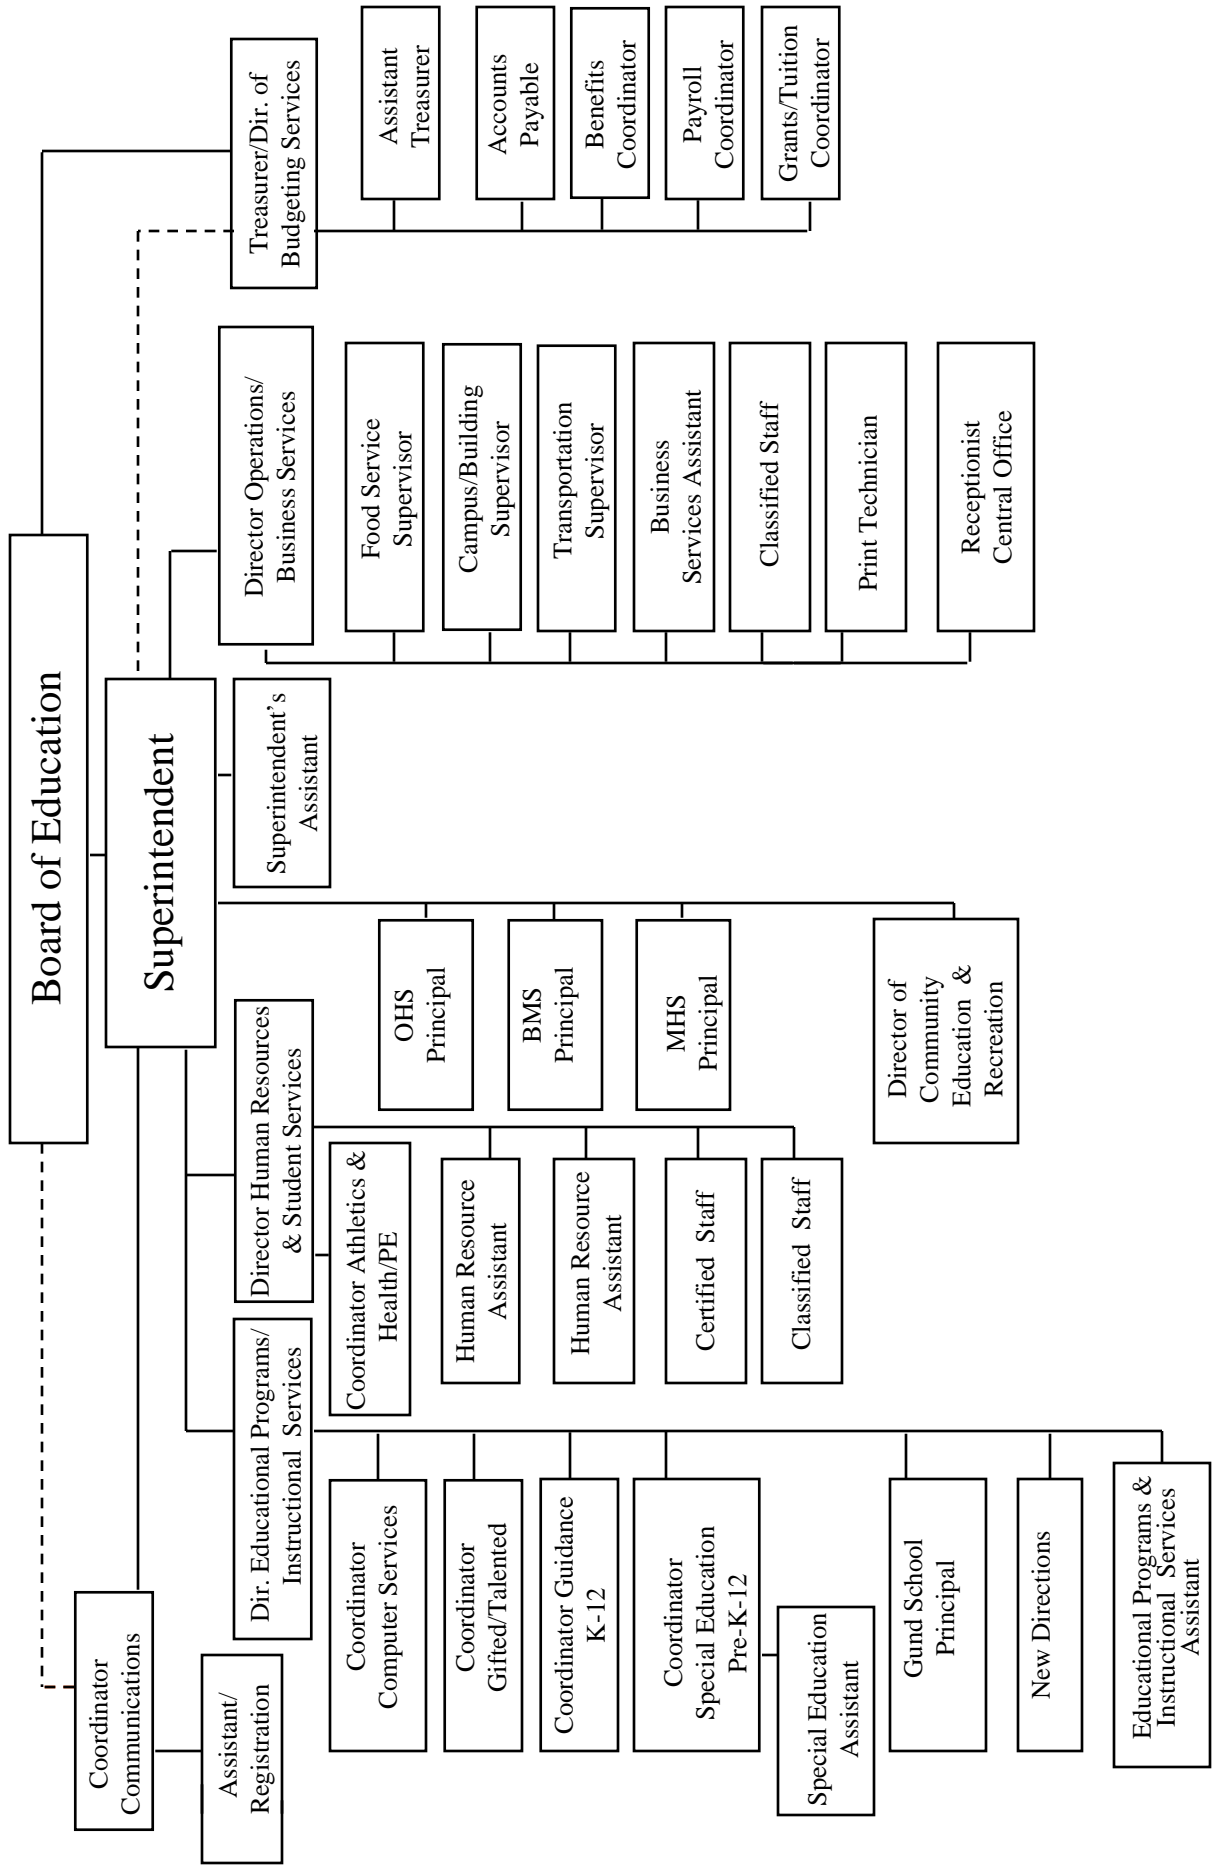 Board of Education
Superintendent
Coordinator
Communications
Assistant/
Registration
Dir. Educational Programs/
Instructional  Services
Coordinator
Computer Services
Coordinator
Gifted/Talented
Coordinator Guidance
K-12
Coordinator
Special Education
Pre-K-12
Special Education
Assistant
Gund School
Principal
New Directions
Educational Programs &
Instructional  Services
Assistant
Director Human Resources
& Student Services
Coordinator Athletics &
Health/PE
Human Resource
Assistant
Human Resource
Assistant
Certified  Staff
Classified  Staff
OHS
Principal
BMS
Principal
MHS
Principal
Director of
Community
Education  &
Recreation
Superintendent's
Assistant
Director Operations/
Business Services
Food Service
Supervisor
Campus/Building
Supervisor
Transportation
Supervisor
Business
Services Assistant
Classified Staff
Print Technician
Receptionist
Central Office
Treasurer/Dir. of
Budgeting Services
Assistant
Treasurer
Accounts
Payable
Benefits
Coordinator
Payroll
Coordinator
Grants/Tuition
Coordinator